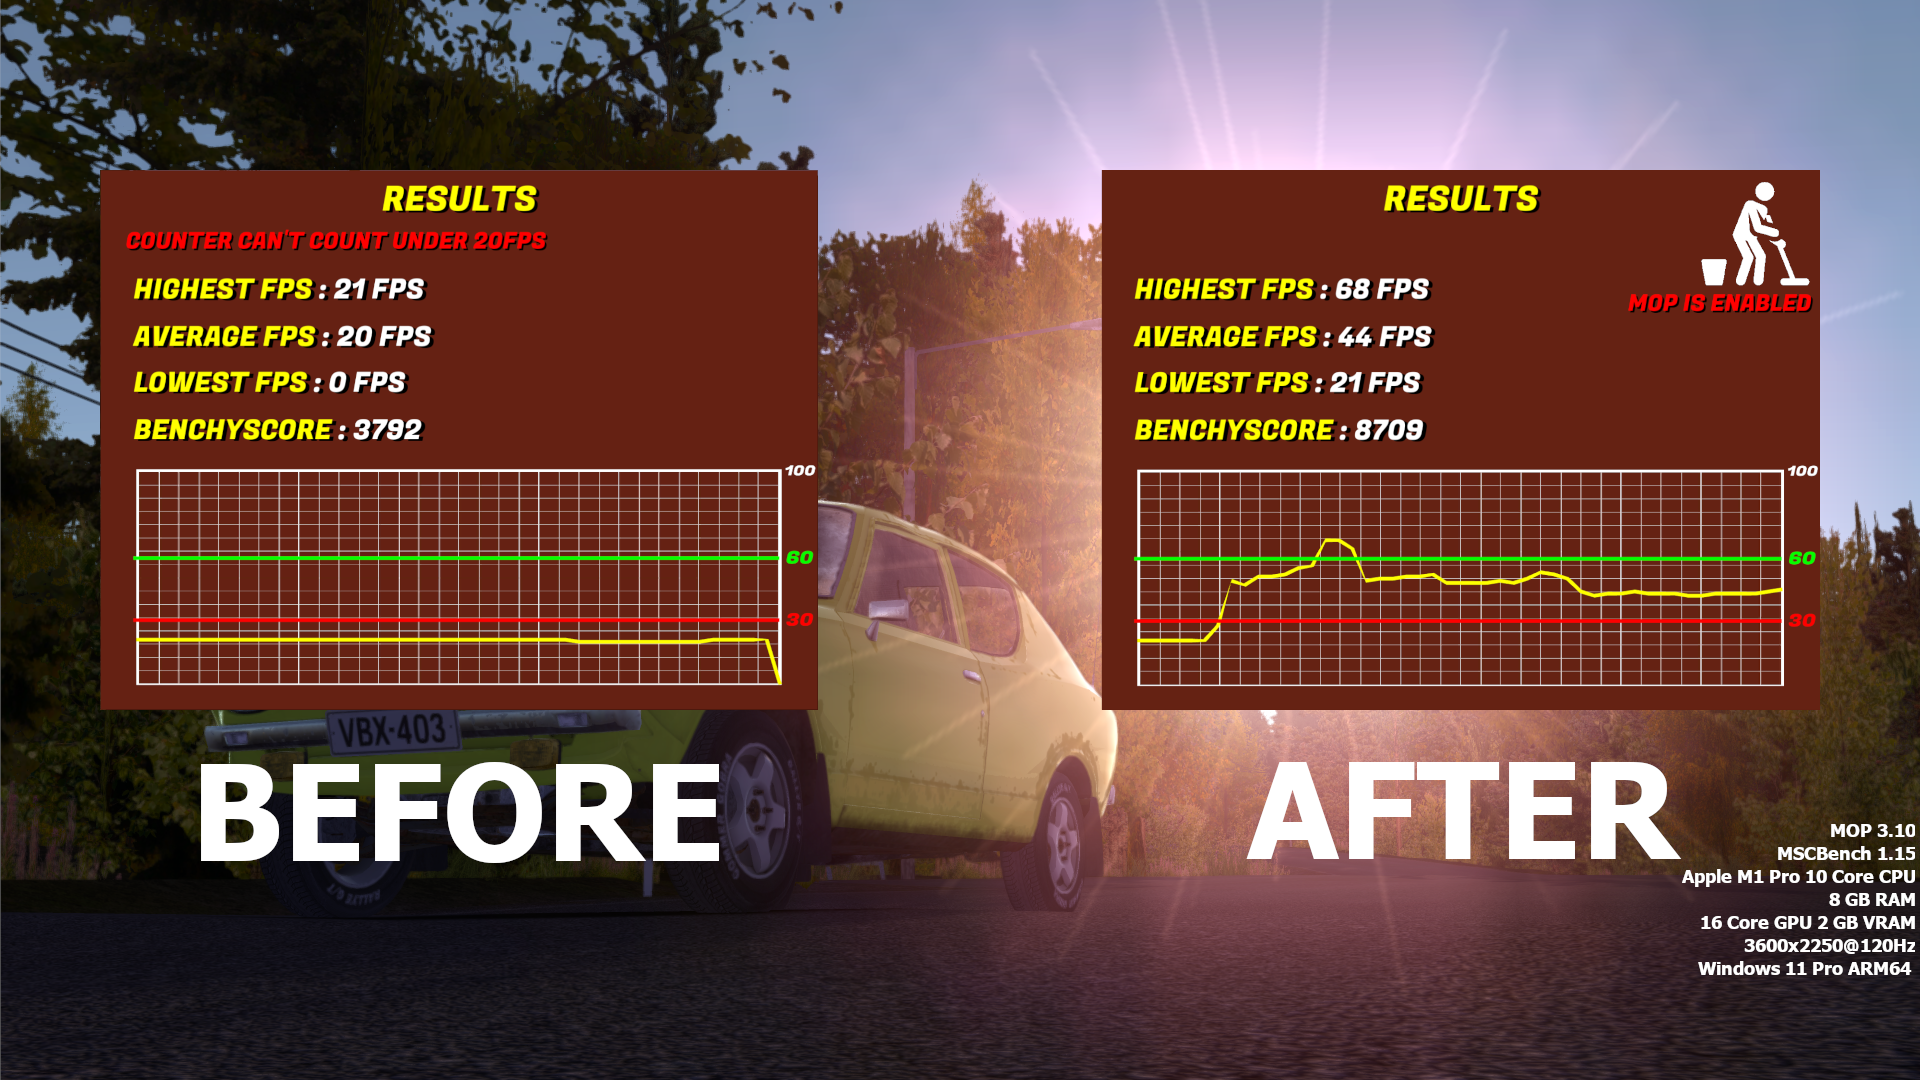 RESULTS
COUNTER CAN'T COUNT UNDER 20FPS
HIGHEST FPS : 21 FPS
AVERAGE FPS : 20 FPS
LOWEST FPS : 0 FPS
BENCHYSCORE : 3792
100
60
30
VBX-403
BEFORE
RESULTS
MOP IS ENABLED
HIGHEST FPS : 68 FPS
AVERAGE FPS : 44 FPS
LOWEST FPS : 21 FPS
BENCHYSCORE : 8709
100
60
30
AFTER
MOP 3.10
MSCBench 1.15
Apple M1 Pro 10 Core CPU
8 GB RAM
16 Core GPU 2 GB VRAM
3600x2250@120Hz
Windows 11 Pro ARM64